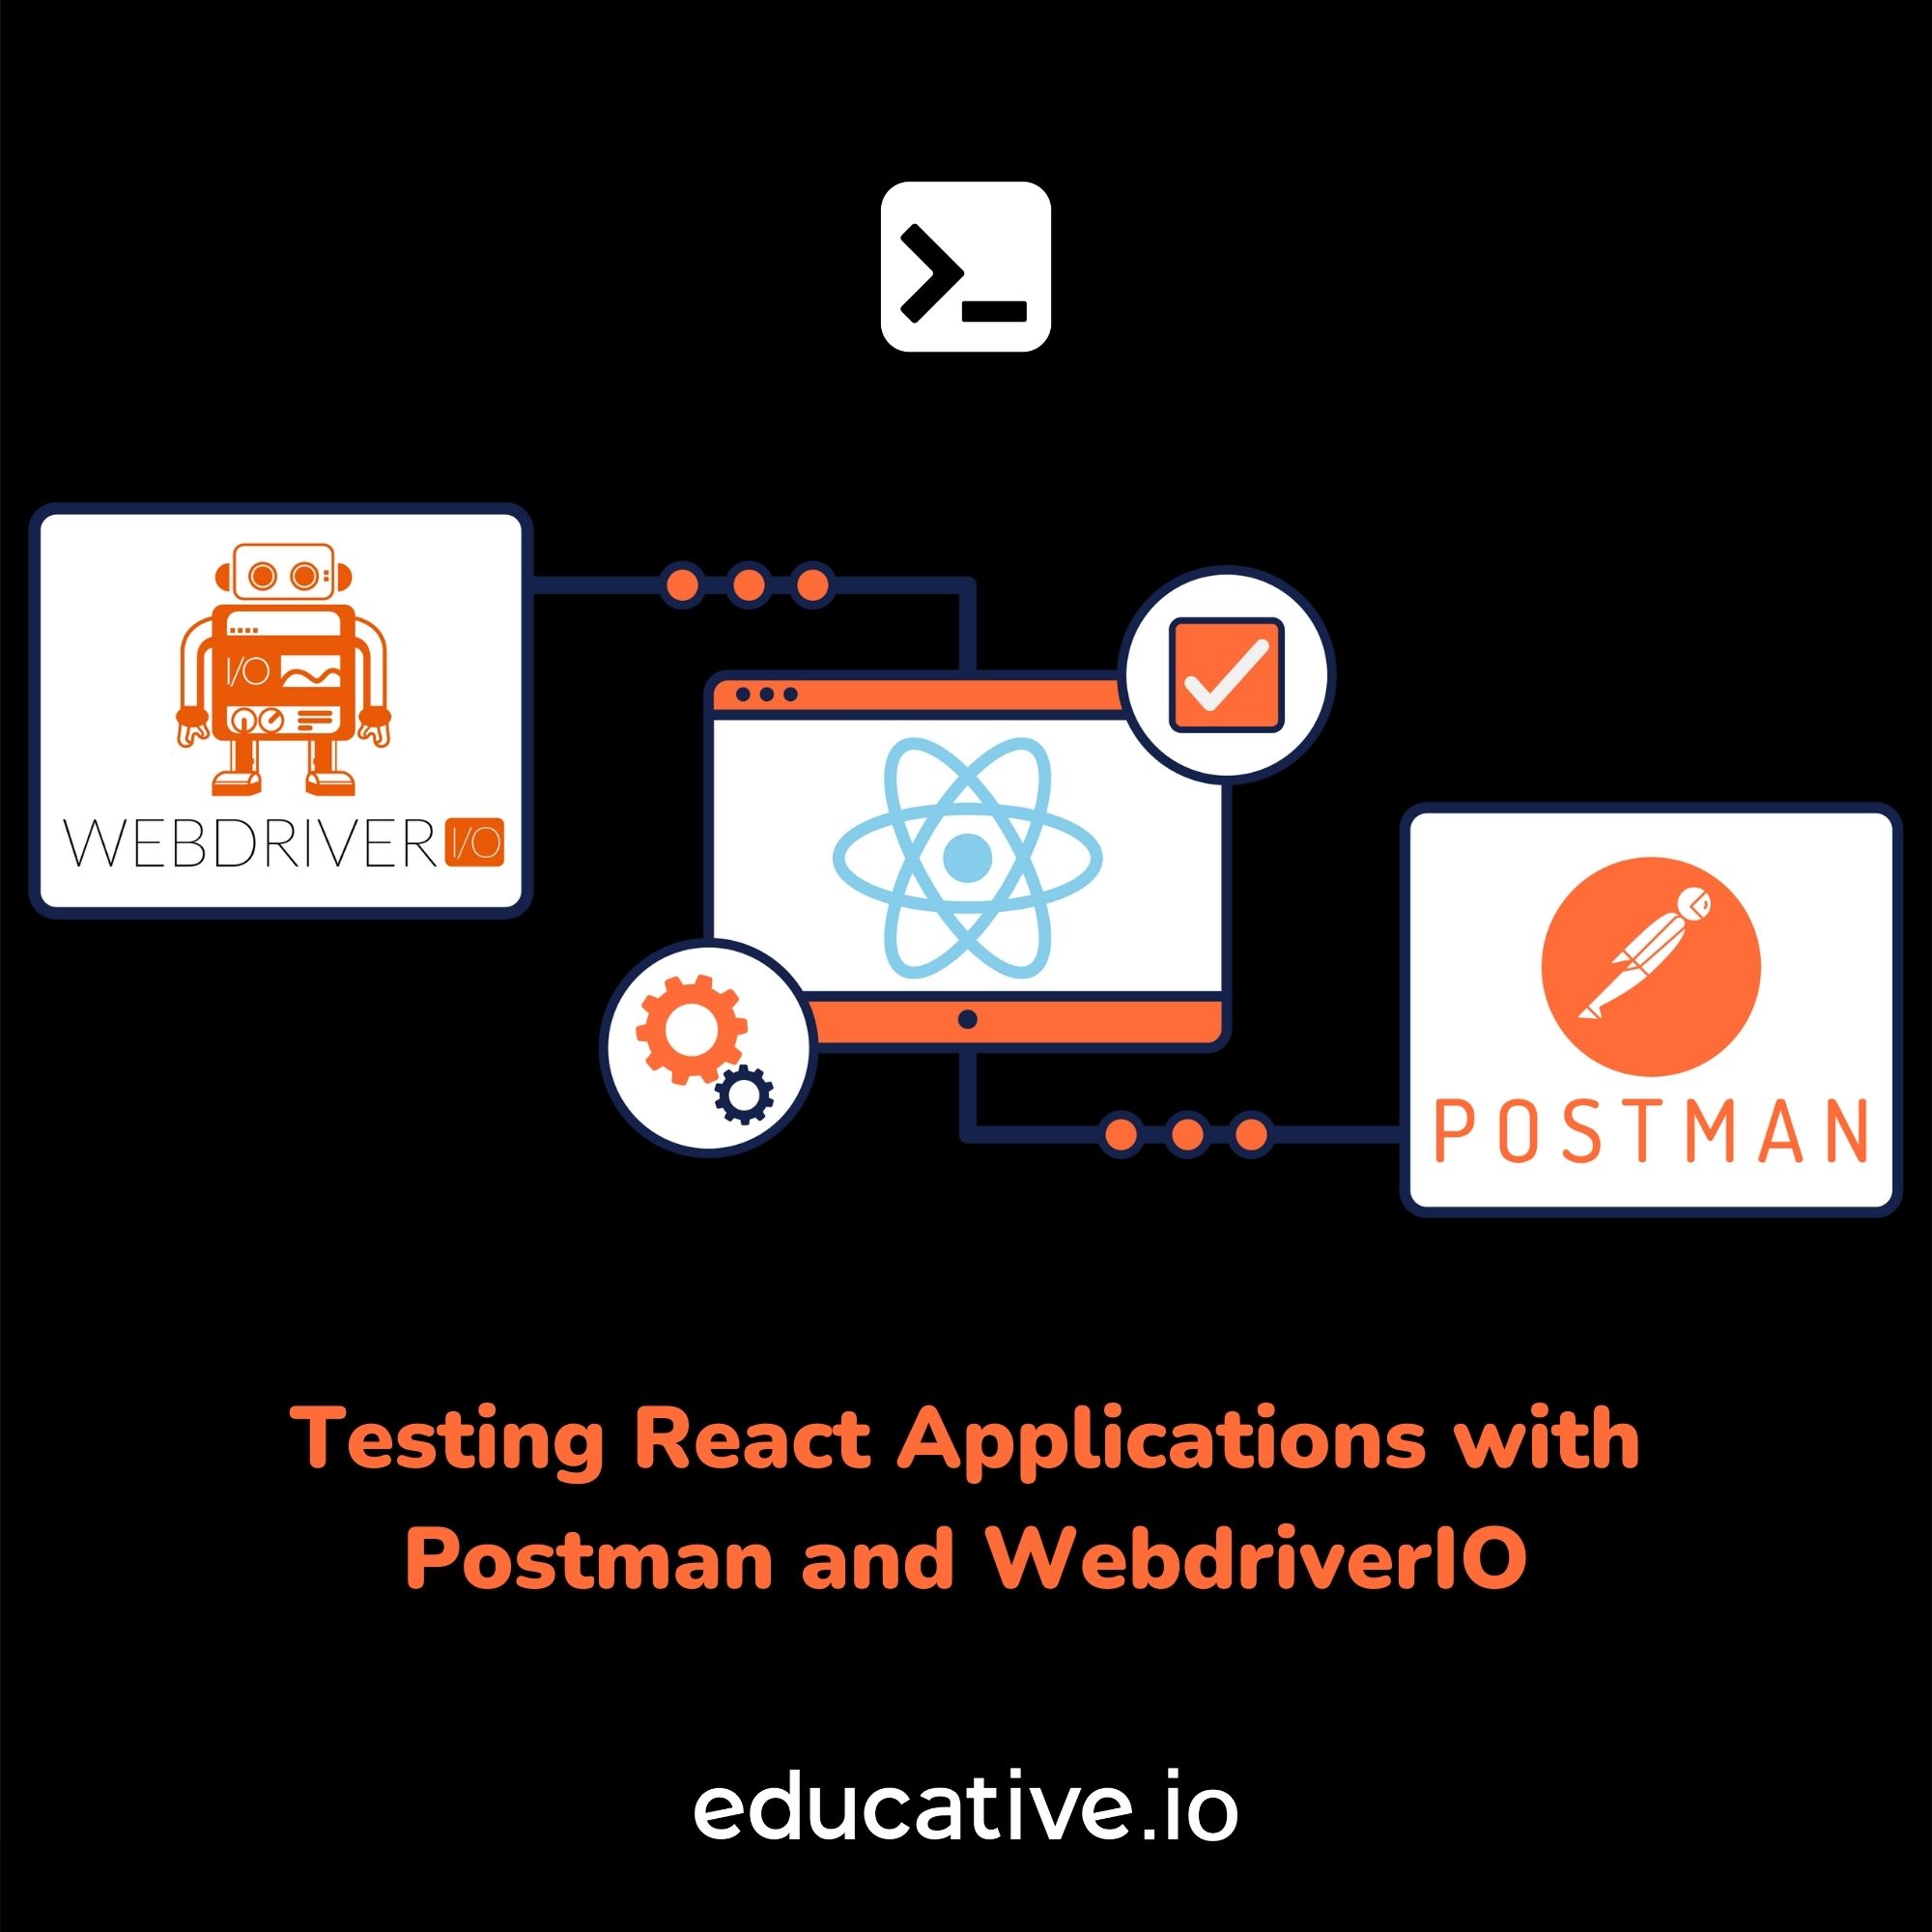 >_
I/O
WEBDRIVER I/O
POSTMAN
Testing React Applications with
Postman and WebdriverIO
educative.io